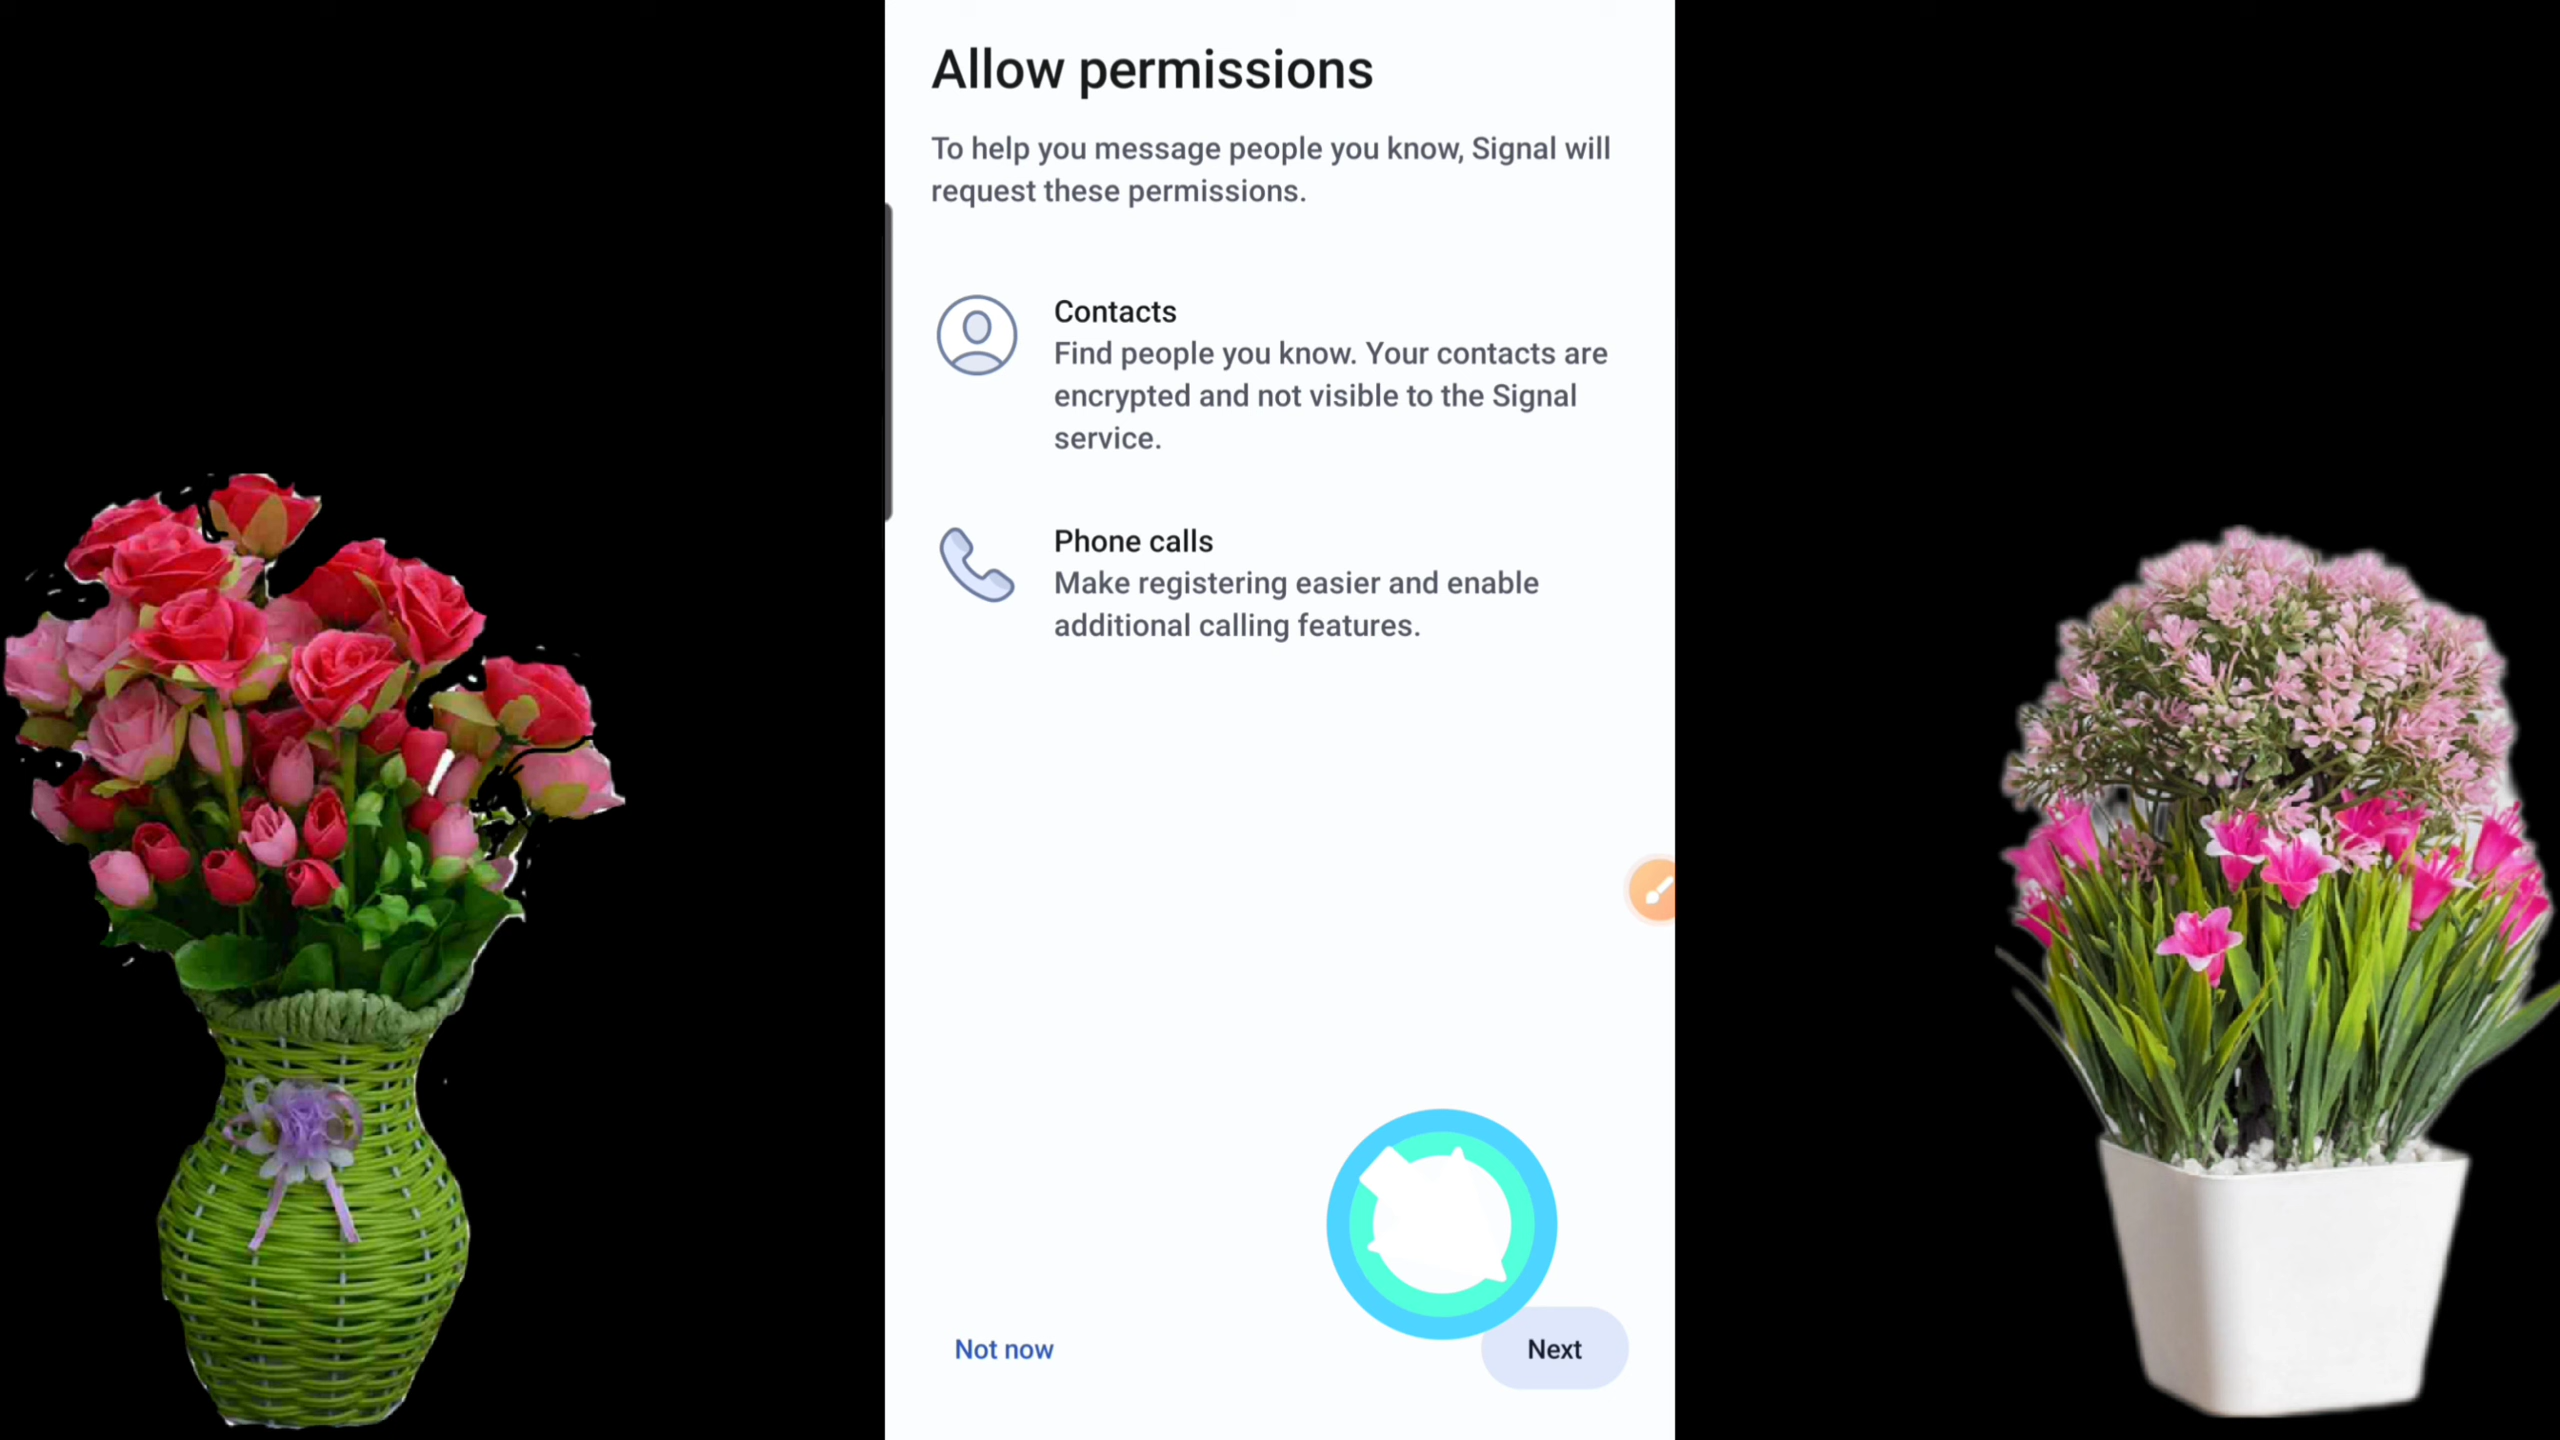 Allow permissions
To help you message people you know, Signal will
request these permissions.
Contacts
Find people you know. Your contacts are
encrypted and not visible to the Signal
service.
Phone calls
Make registering easier and enable
additional calling features.
Not now
Next